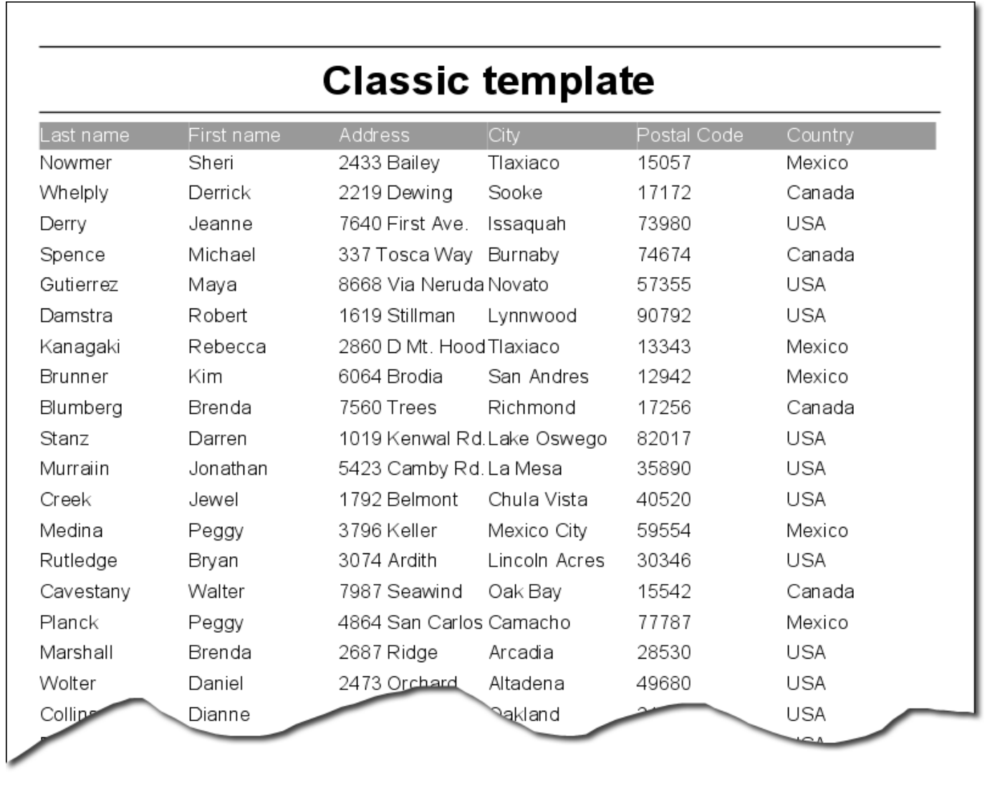 Classic template
Last name First name Address City Postal Code Country
Nowmer Sheri 2433 Bailey Tlaxiaco 15057 Mexico
Whelply Derrick 2219 Dewing Sooke 17172 Canada
Derry Jeanne 7640 First Ave. Issaquah 73980 USA
Spence Michael 337 Tosca Way Burnaby 74674 Canada
Gutierrez Maya 8668 Via Neruda Novato 57355 USA
Damstra Robert 1619 Stillman Lynnwood 90792 USA
Kanagaki Rebecca 2860 D Mt. Hood Tlaxiaco 13343 Mexico
Brunner Kim 6064 Brodia San Andres 12942 Mexico
Blumberg Brenda 7560 Trees Richmond 17256 Canada
Stanz Darren 1019 Kenwal Rd. Lake Oswego 82017 USA
Murraiin Jonathan 5423 Camby Rd. La Mesa 35890 USA
Creek Jewel 1792 Belmont Chula Vista 40520 USA
Medina Peggy 3796 Keller Mexico City 59554 Mexico
Rutledge Bryan 3074 Ardith Lincoln Acres 30346 USA
Cavestany Walter 7987 Seawind Oak Bay 15542 Canada
Planck Peggy 4864 San Carlos Camacho 77787 Mexico
Marshall Brenda 2687 Ridge Arcadia 28530 USA
Wolter Daniel 2473 Orchard Altadena 49680 USA
Collins Dianne Oakland USA
USA